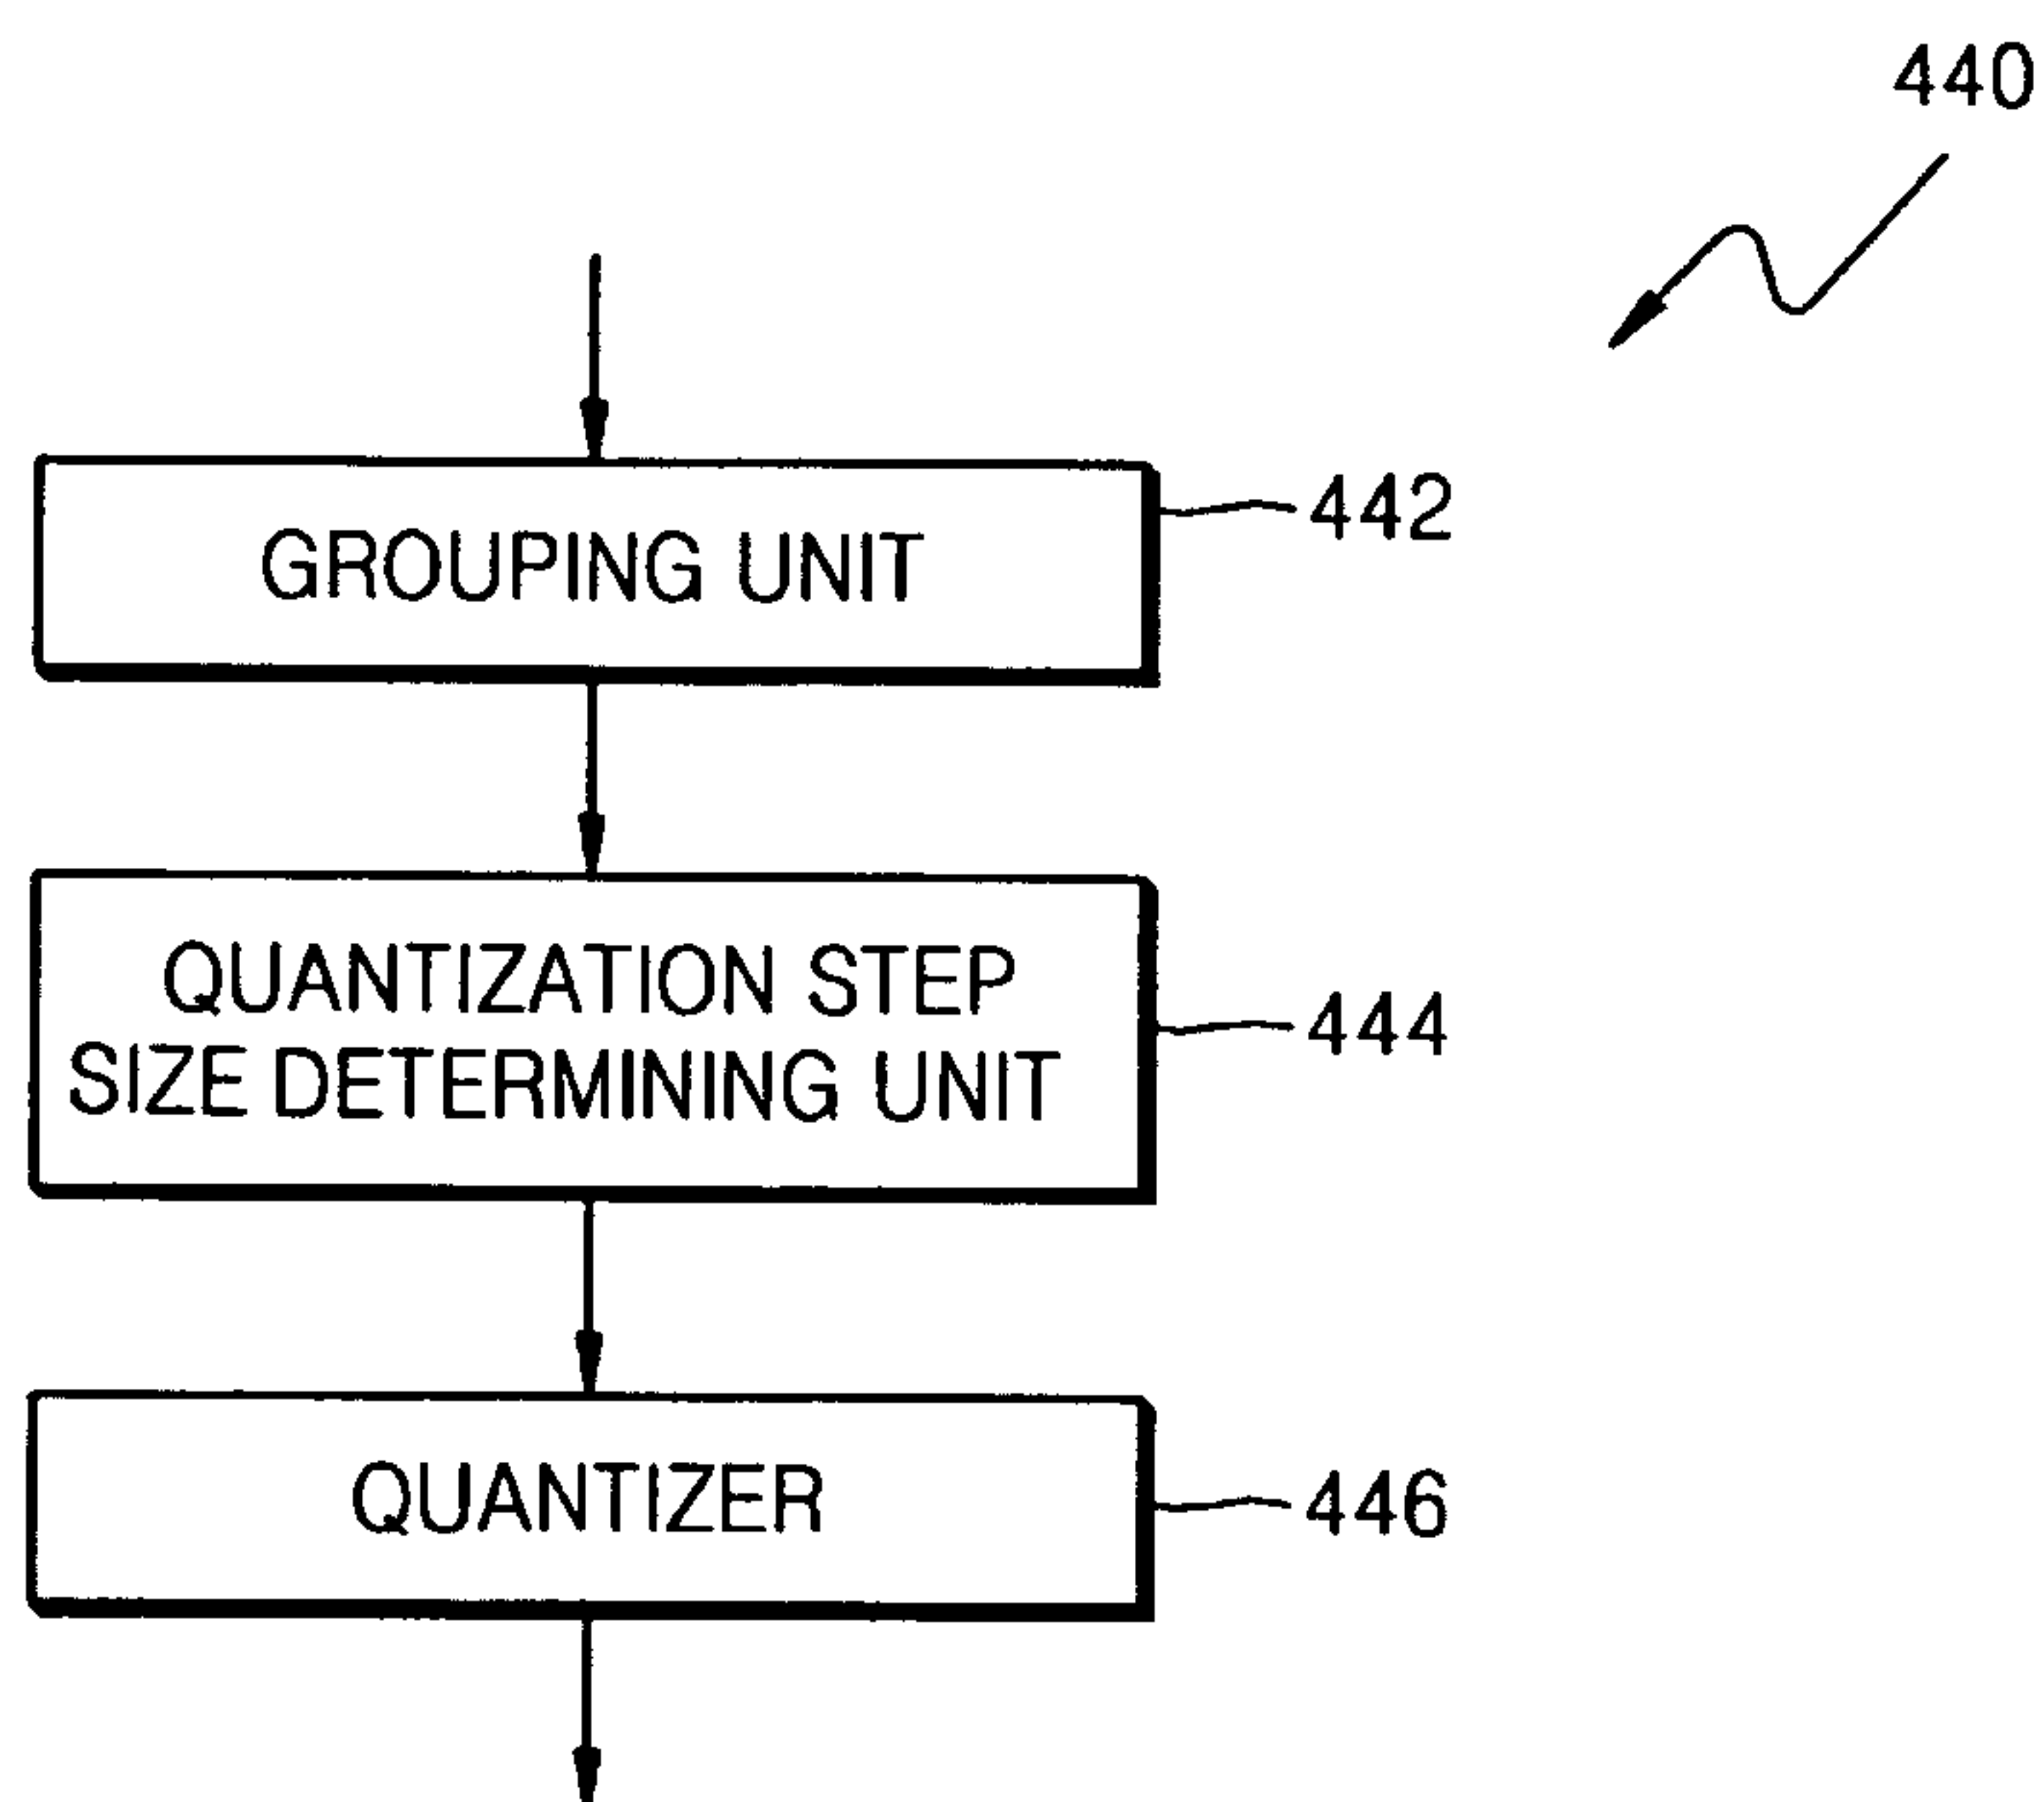 440
GROUPING UNIT
442
QUANTIZATION STEP
SIZE DETERMINING UNIT
444
QUANTIZER
446